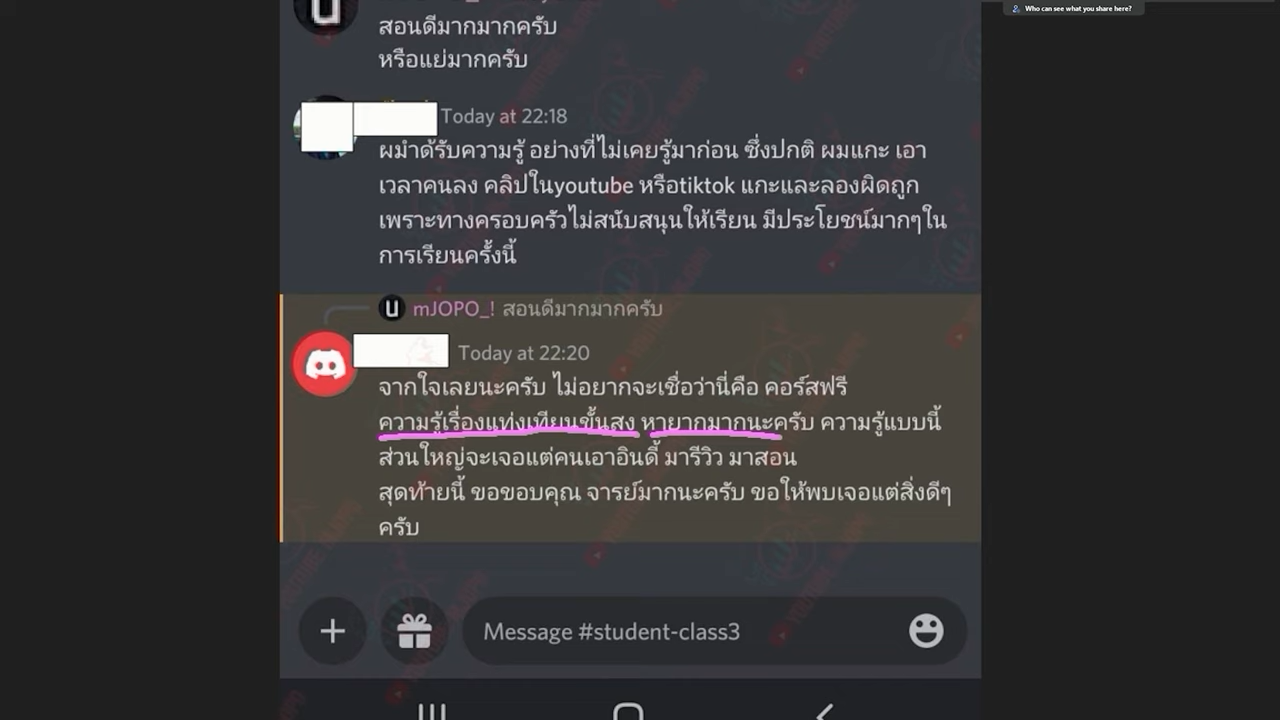 Who can see what you share here?
สอนดีมากมากครับ
หรือแย่มากครับ
Today at 22:18
ผมำด้รับความรู้ อย่างที่ไม่เคยรู้มาก่อน ซึ่งปกติ ผมแกะ เอา
เวลาคนลง คลิปในyoutube หรือtiktok แกะและลองผิดถูก
เพราะทางครอบครัวไม่สนับสนุนให้เรียน มีประโยชน์มากๆใน
การเรียนครั้งนี้
mJOPO_! สอนดีมากมากครับ
Today at 22:20
จากใจเลยนะครับ ไม่อยากจะเชื่อว่านี่คือ คอร์สฟรี
ความรู้เรื่องแท่งเทียนขั้นสูง หายากมากนะครับ ความรู้แบบนี้
ส่วนใหญ่จะเจอแต่คนเอาอินดี้ มารีวิว มาสอน
สุดท้ายนี้ ขอขอบคุณ จารย์มากนะครับ ขอให้พบเจอแต่สิ่งดีๆ
ครับ
Message #student-class3